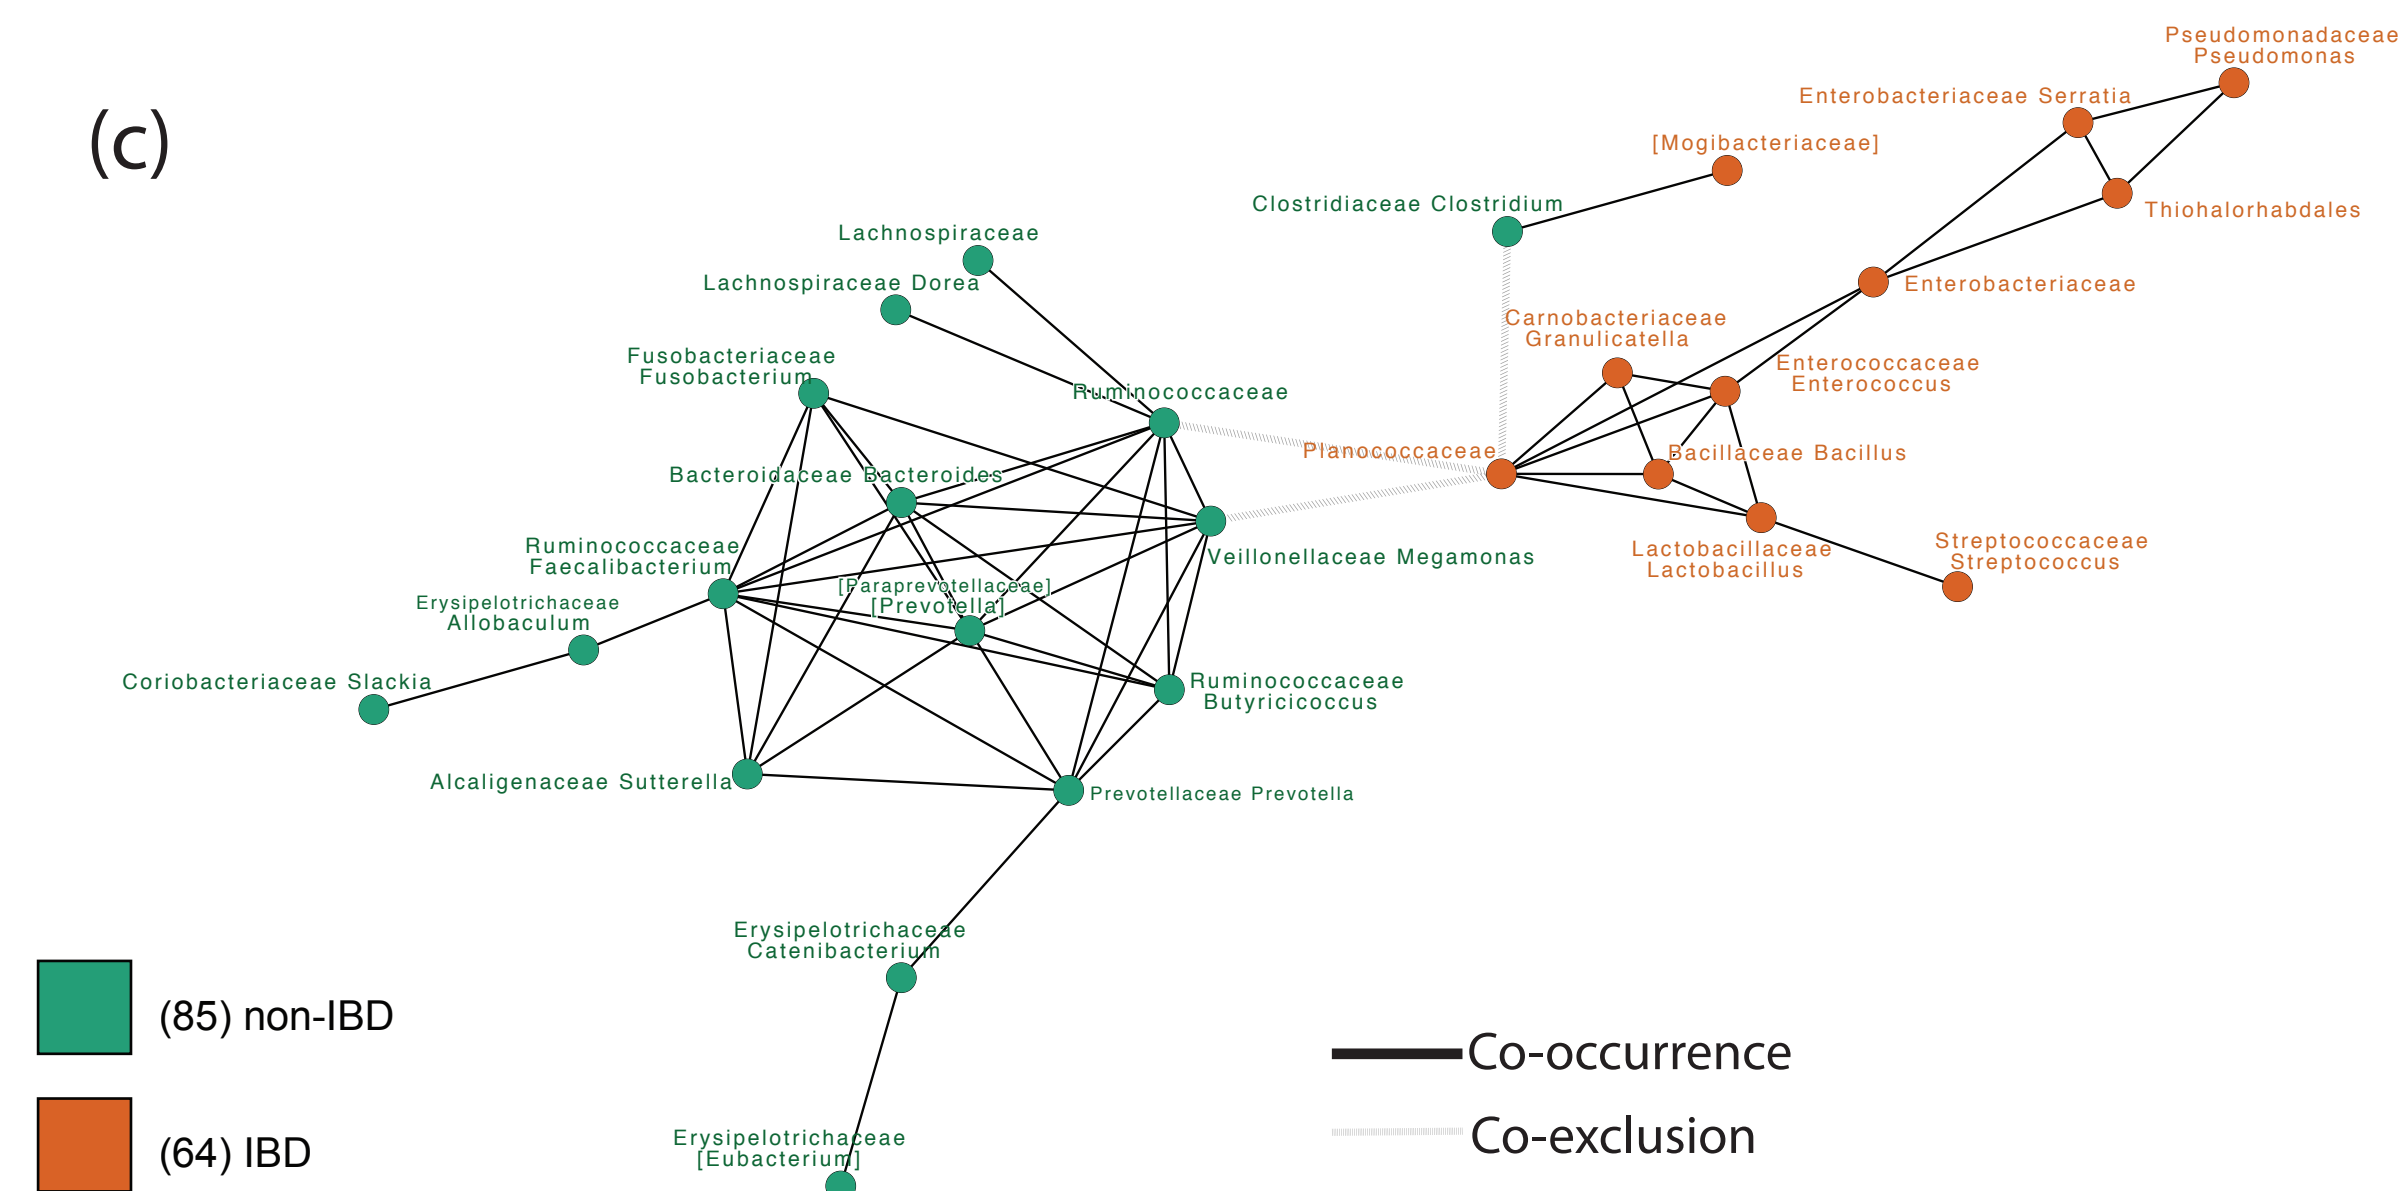 Pseudomonadaceae
Pseudomonas
Enterobacteriaceae Serratia
(c)
[Mogibacteriaceae]
Clostridiaceae Clostridium
Thiohalorhabdales
Lachnospiraceae
Lachnospiraceae Dorea
Enterobacteriaceae
Carnobacteriaceae
Granulicatella
Fusobacteriaceae
Fusobacterium
Enterococcaceae
Enterococcus
Ruminococcaceae
Planococcaceae
Bacillaceae Bacillus
Bacteroidaceae Bacteroides
Ruminococcaceae
Faecalibacterium
Veillonellaceae Megamonas
Lactobacillaceae
Lactobacillus
Streptococcaceae
Streptococcus
[Paraprevotellaceae]
[Prevotella]
Erysipelotrichaceae
Allobaculum
Coriobacteriaceae Slackia
Ruminococcaceae
Butyricicoccus
Alcaligenaceae Sutterella
Prevotellaceae Prevotella
Erysipelotrichaceae
Catenibacterium
(85) non-IBD
Co-occurrence
Erysipelotrichaceae
[Eubacterium]
(64) IBD
Co-exclusion